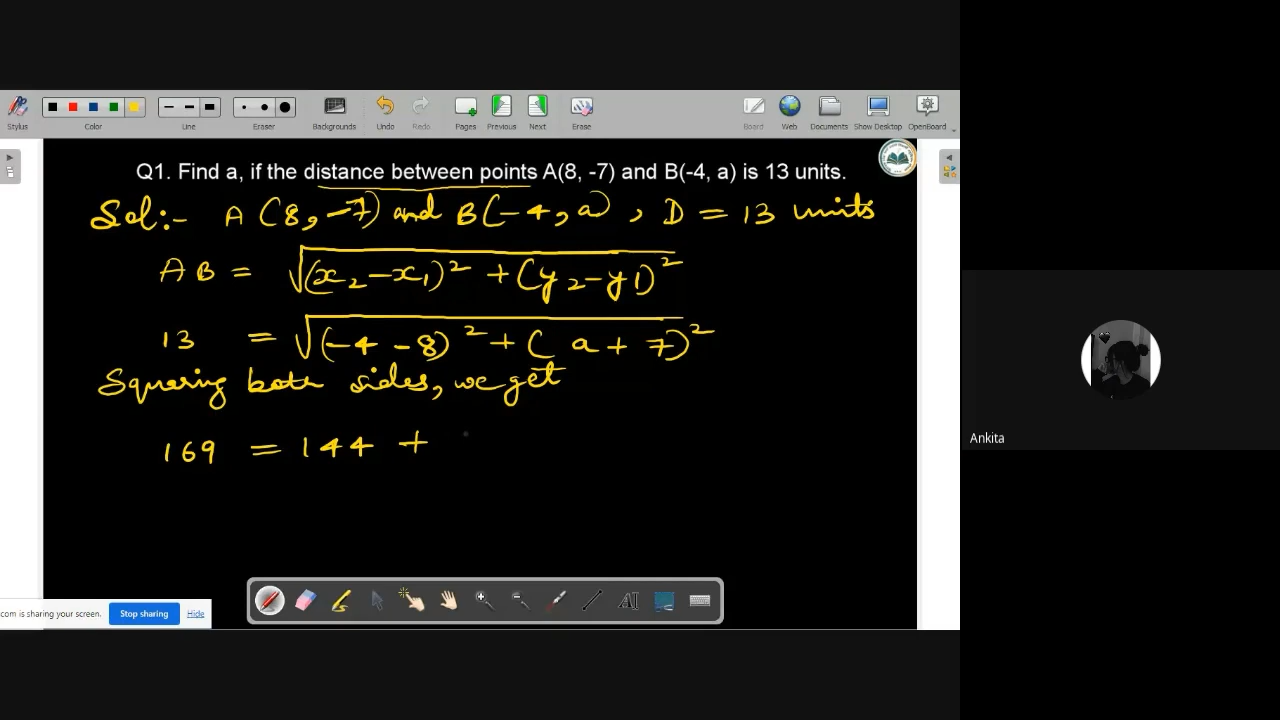 Stylus
Color
Line
Eraser
Backgrounds
Undo
Redo
Pages
Previous
Next
Erase
Board
Web
Documents
Show Desktop
OpenBoard
Q1. Find a, if the distance between points A(8, -7) and B(-4, a) is 13 units.
Sol:- A (8, -7) and B(-4, a) , D = 13 units
AB = √(x₂-x₁)² + (y₂-y1)²
13 = √(-4 -8)² + ( a + 7)²
Squaring both sides, we get
169 = 144 +
Ankita
com is sharing your screen.
Stop sharing
Hide
AI